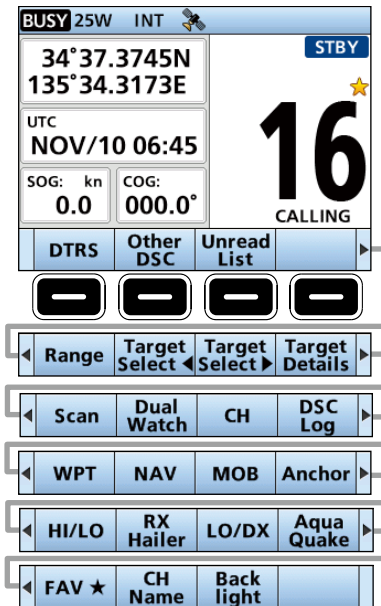 BUSY 25W INT
STBY
34°37.3745N
135°34.3173E
UTC
NOV/10 06:45
SOG: kn
0.0
COG:
000.0°
16
CALLING
DTRS
Other
DSC
Unread
List
Range
Target
Select ◀
Target
Select ▶
Target
Details
Scan
Dual
Watch
CH
DSC
Log
WPT
NAV
MOB
Anchor
HI/LO
RX
Hailer
LO/DX
Aqua
Quake
FAV ★
CH
Name
Back
light